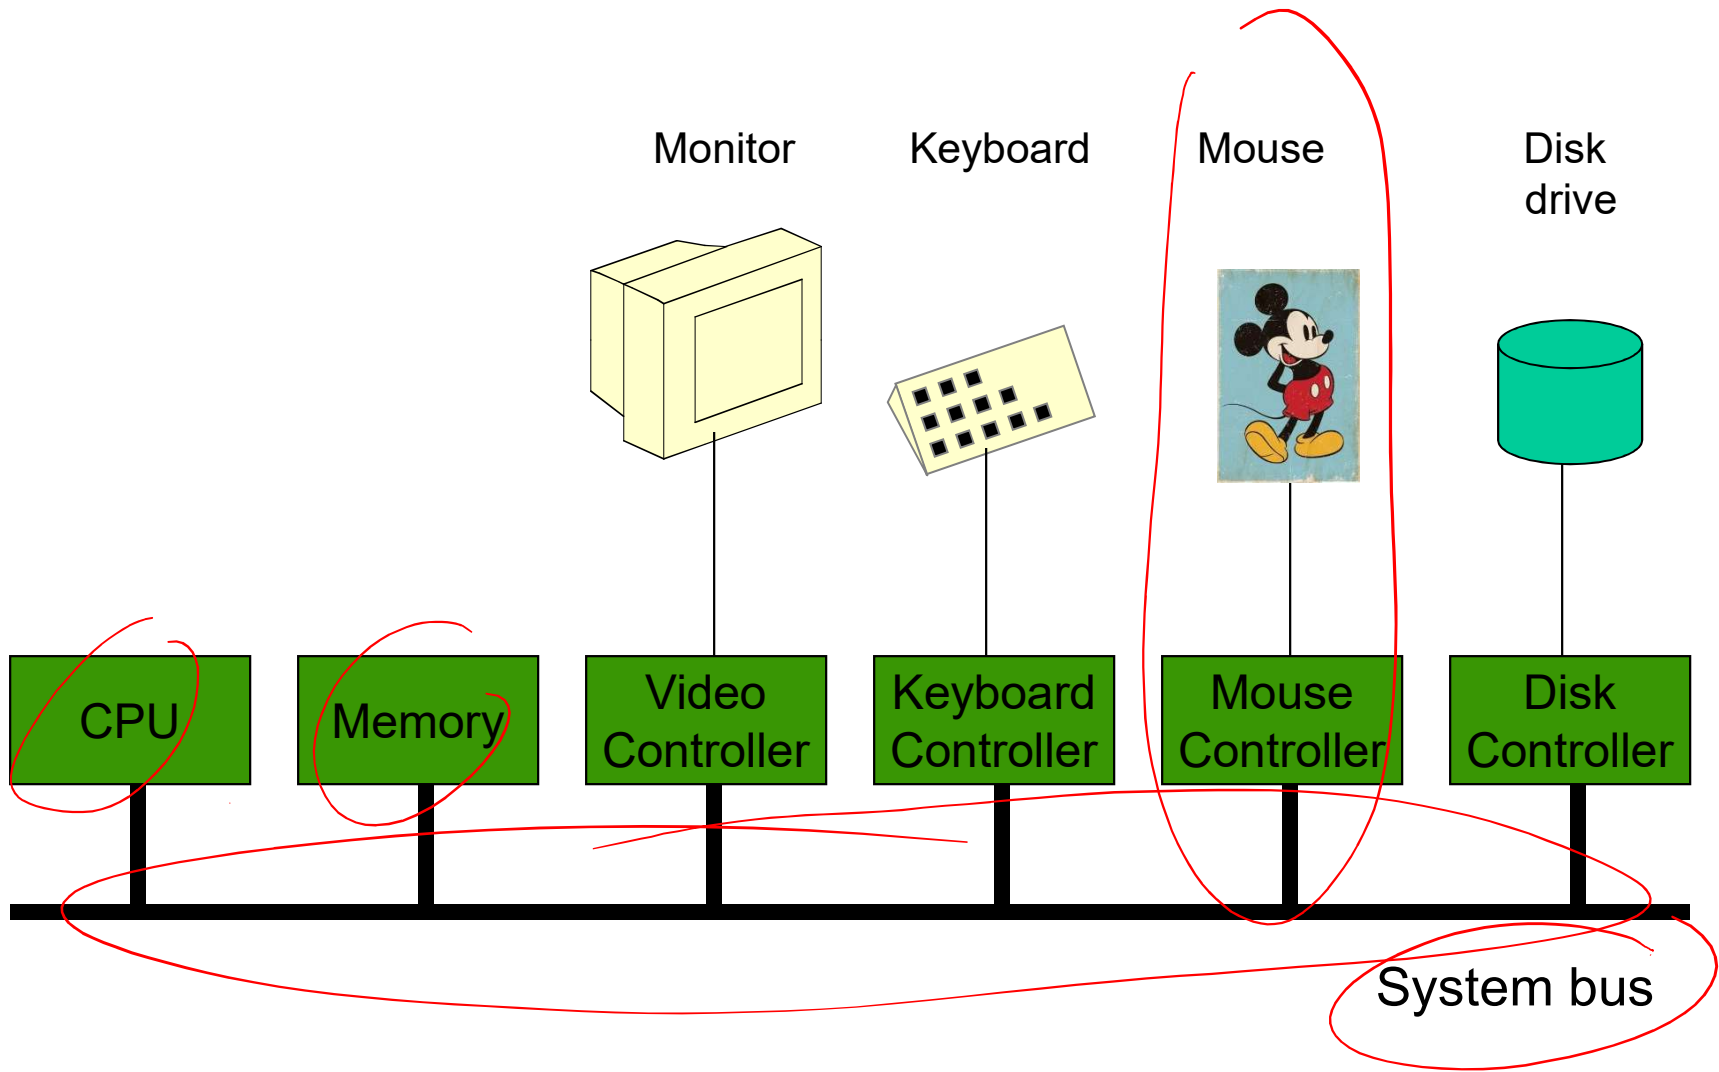 Monitor
Keyboard
Mouse
Disk
drive
CPU
Memory
Video
Controller
Keyboard
Controller
Mouse
Controller
Disk
Controller
System bus